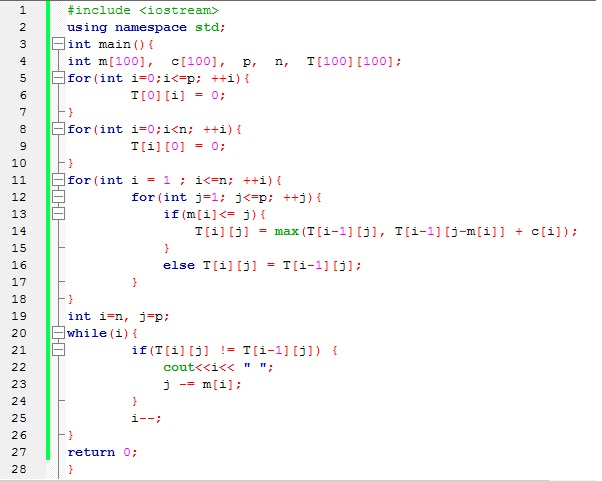 1 #include <iostream>
2 using namespace std;
3 int main(){
4 int m[100], c[100], p, n, T[100][100];
5 for(int i=0;i<=p; ++i){
6 T[0][i] = 0;
7 }
8 for(int i=0;i<n; ++i){
9 T[i][0] = 0;
10 }
11 for(int i = 1 ; i<=n; ++i){
12 for(int j=1; j<=p; ++j){
13 if(m[i]<= j){
14 T[i][j] = max(T[i-1][j], T[i-1][j-m[i]] + c[i]);
15 }
16 else T[i][j] = T[i-1][j];
17 }
18 }
19 int i=n, j=p;
20 while(i){
21 if(T[i][j] != T[i-1][j]) {
22 cout<<i<< " ";
23 j -= m[i];
24 }
25 i--;
26 }
27 return 0;
28 }